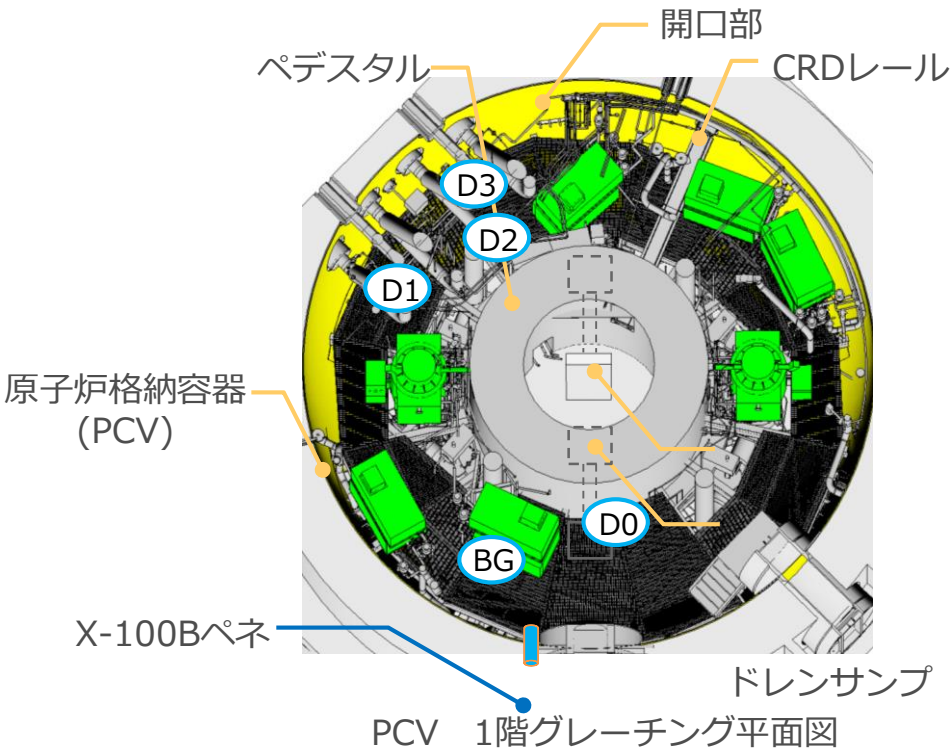 開口部
ペデスタル
CRDレール
D3
D2
D1
原子炉格納容器
(PCV)
D0
BG
X-100Bペネ
ドレンサンプ
PCV　1階グレーチング平面図